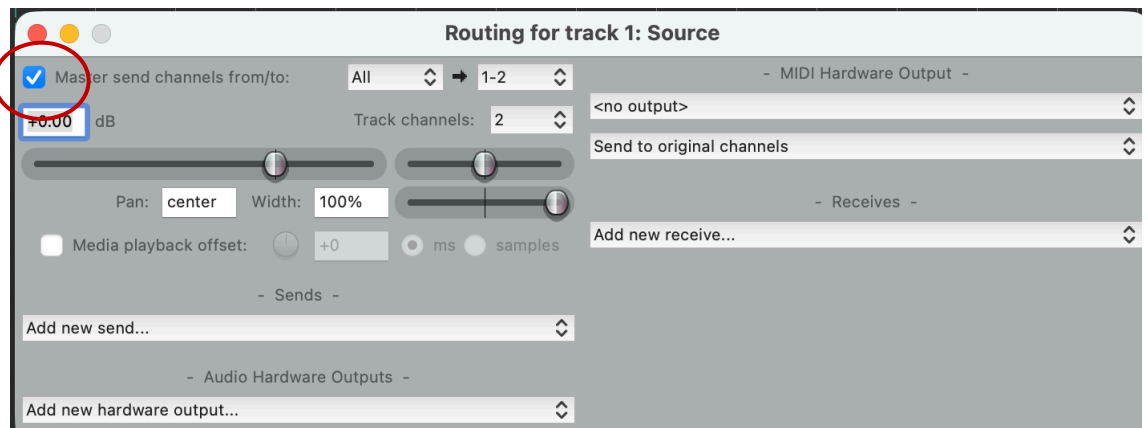 Routing for track 1: Source
Master send channels from/to: All 1-2
+0.00 dB Track channels: 2
Pan: center Width: 100%
Media playback offset: +0 ms samples
- Sends -
Add new send...
- Audio Hardware Outputs -
Add new hardware output...
- MIDI Hardware Output -
<no output>
Send to original channels
- Receives -
Add new receive...